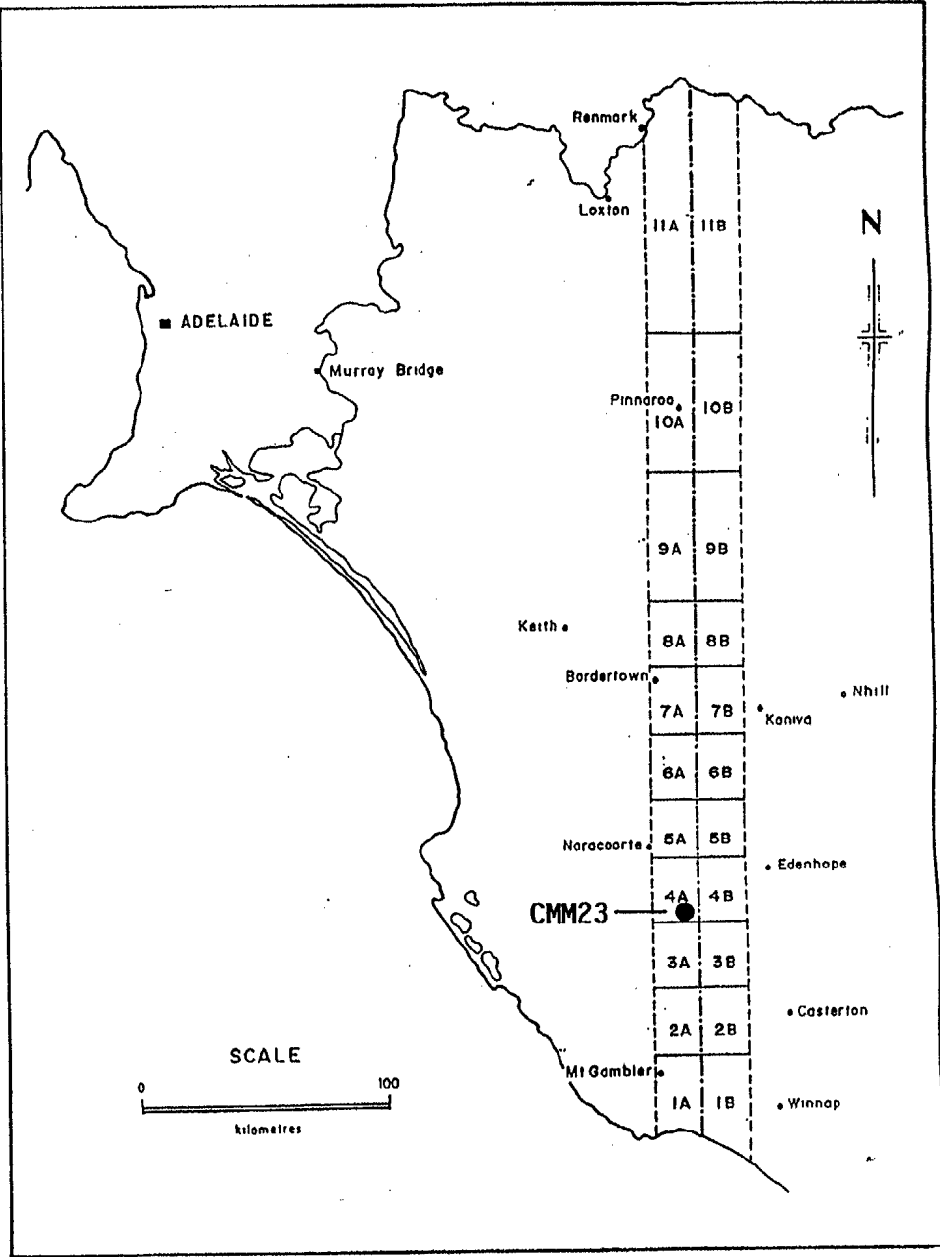 Renmark
Loxton
11A 11B
N
ADELAIDE
Murray Bridge
Pinnaroo
10A 10B
9A 9B
Keith
8A 8B
Bordertown
Nhill
7A 7B
Kaniva
6A 6B
Naracoorte
5A 5B
Edenhope
4A 4B
CMM23
3A 3B
Casterton
2A 2B
SCALE
0 100
kilometres
Mt Gambier
1A 1B
Winnap